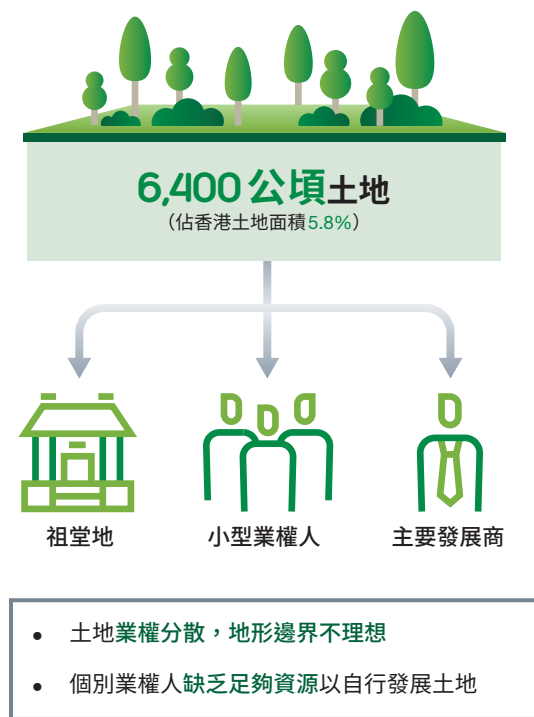 6,400公頃土地
（佔香港土地面積5.8%）
祖堂地
小型業權人
主要發展商
• 土地業權分散，地形邊界不理想
• 個別業權人缺乏足夠資源以自行發展土地